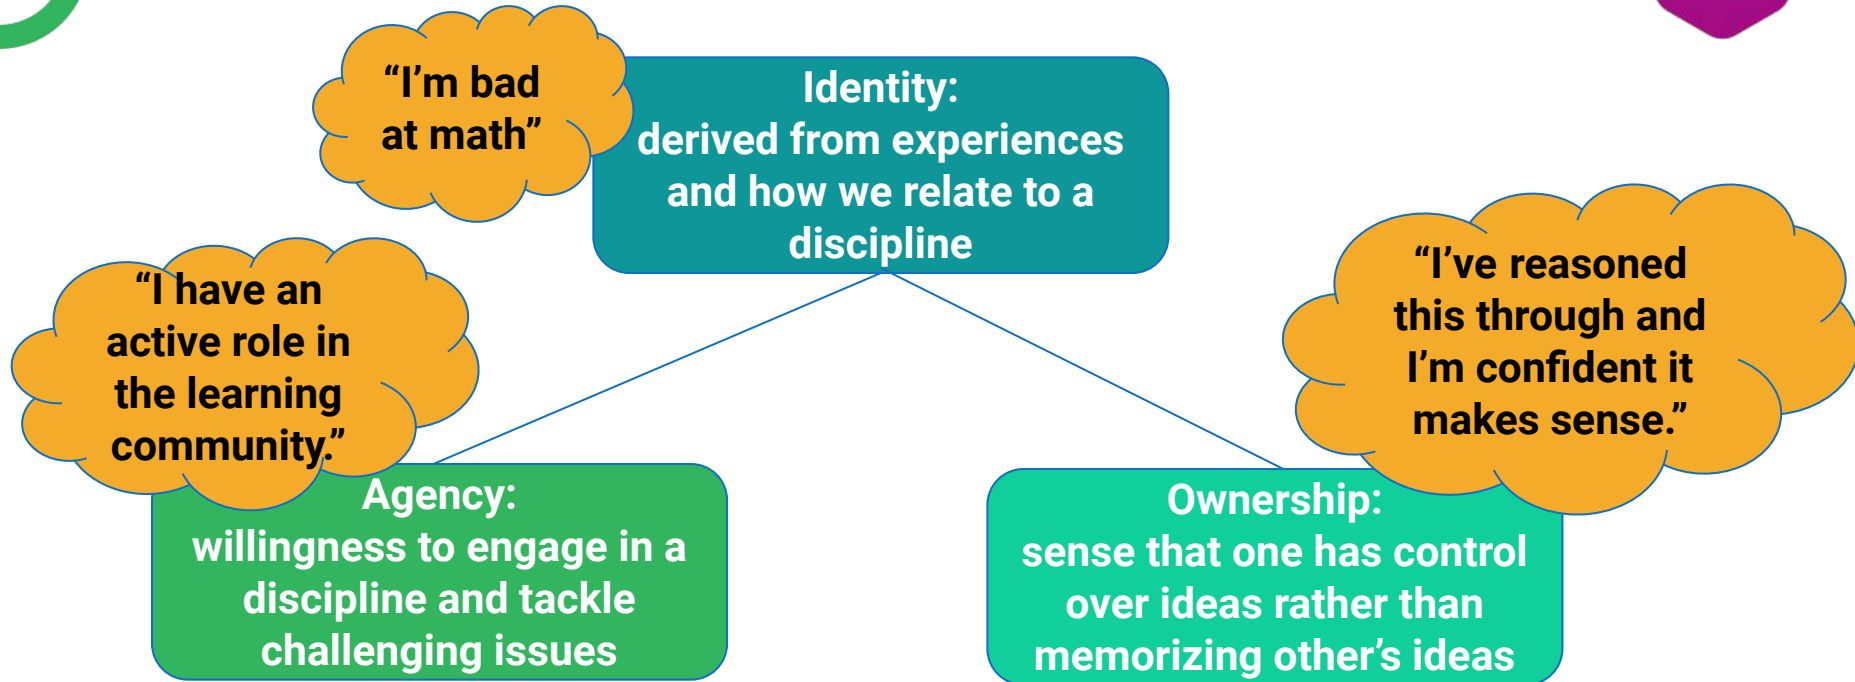 “I’m bad
at math”
Identity:
derived from experiences
and how we relate to a
discipline
“I have an
active role in
the learning
community.”
“I’ve reasoned
this through and
I’m confident it
makes sense.”
Agency:
willingness to engage in a
discipline and tackle
challenging issues
Ownership:
sense that one has control
over ideas rather than
memorizing other’s ideas